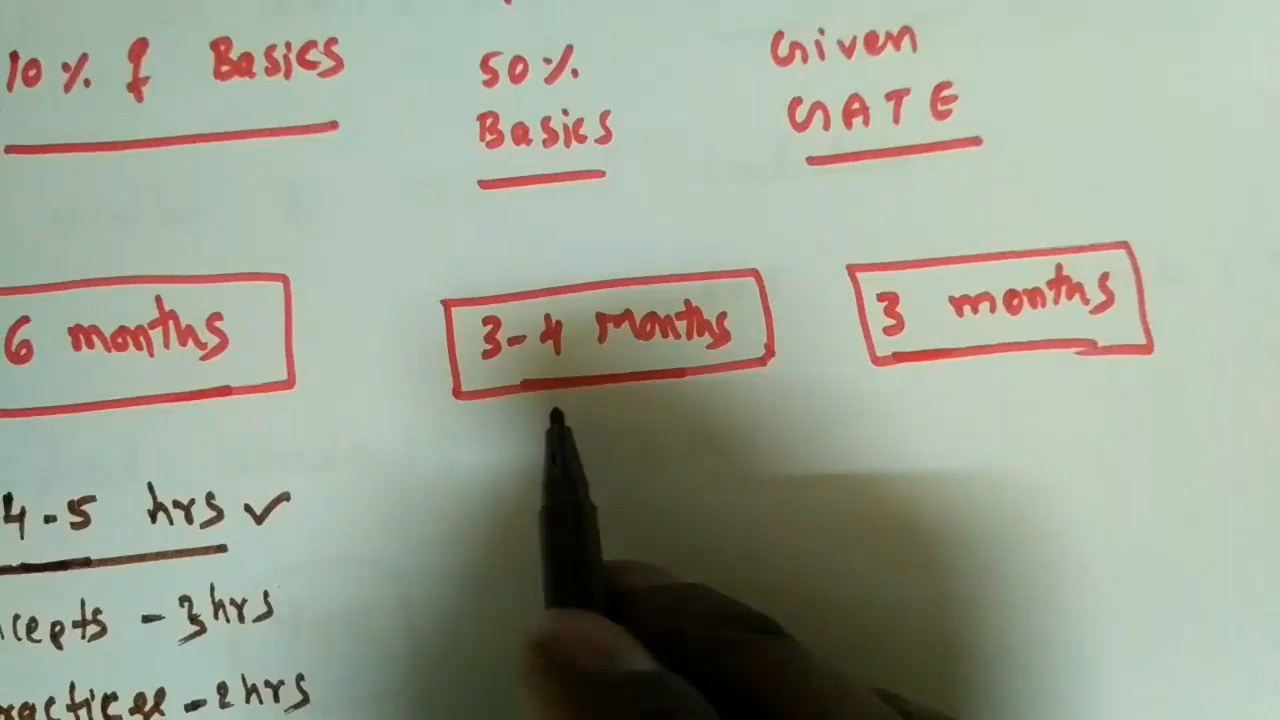 10% of Basics
50%
Basics
Given
GATE
6 months
3-4 months
3 months
4-5 hrs ✓
cepts - 3hrs
ractices - 2hrs